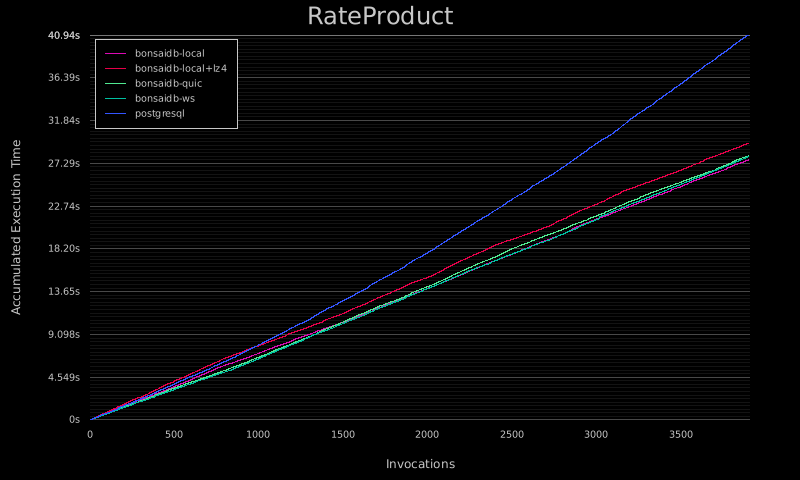 RateProduct
40.94s
36.39s
31.84s
27.29s
22.74s
18.20s
13.65s
9.098s
4.549s
0s
Accumulated Execution Time
bonsaidb-local
bonsaidb-local+lz4
bonsaidb-quic
bonsaidb-ws
postgresql
0 500 1000 1500 2000 2500 3000 3500
Invocations